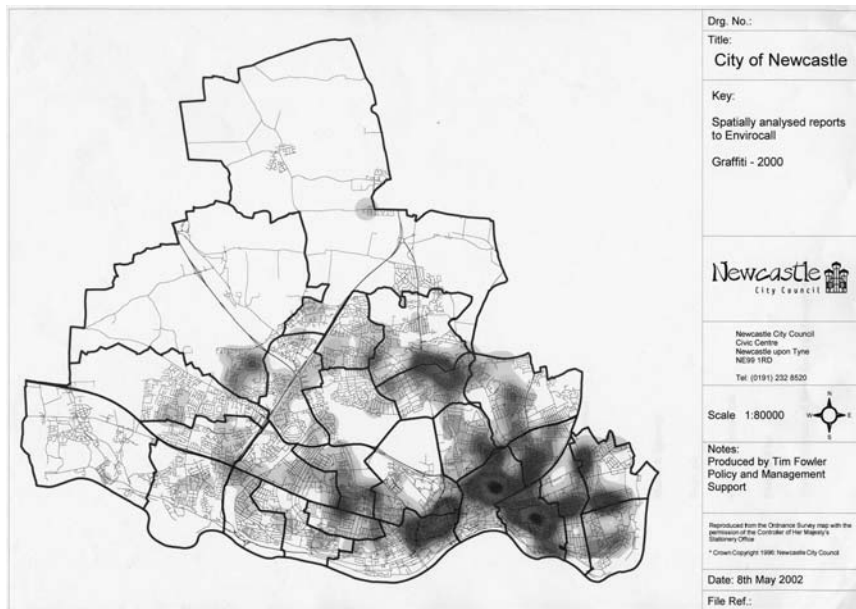 Drg. No.:
Title:
City of Newcastle
Key:
Spatially analysed reports
to Envirocall
Graffiti - 2000
Newcastle
City Council
Newcastle City Council
Civic Centre
Newcastle upon Tyne
NE99 1RD
Tel: (0191) 232 8520
Scale 1:80000
N
W E
S
Notes:
Produced by Tim Fowler
Policy and Management
Support
Reproduced from the Ordnance Survey map with the
permission of the Controller of Her Majesty's
Stationery Office
* Crown Copyright 1996 Newcastle City Council
Date: 8th May 2002
File Ref.: